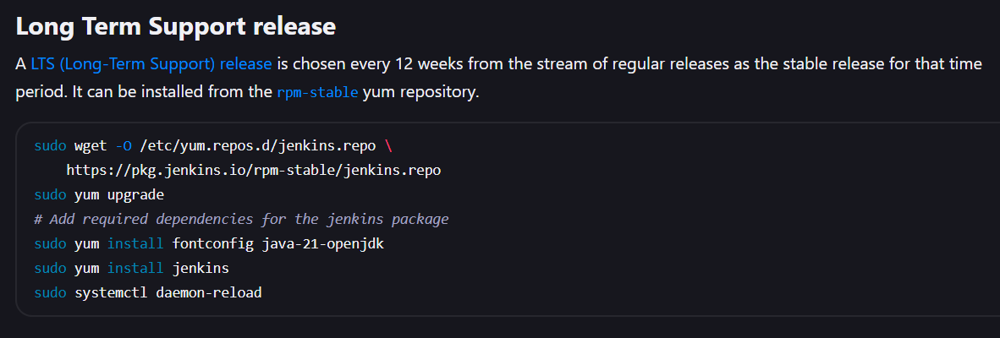 Long Term Support release
A LTS (Long-Term Support) release is chosen every 12 weeks from the stream of regular releases as the stable release for that time
period. It can be installed from the rpm-stable yum repository.
sudo wget -O /etc/yum.repos.d/jenkins.repo \
    https://pkg.jenkins.io/rpm-stable/jenkins.repo
sudo yum upgrade
# Add required dependencies for the jenkins package
sudo yum install fontconfig java-21-openjdk
sudo yum install jenkins
sudo systemctl daemon-reload